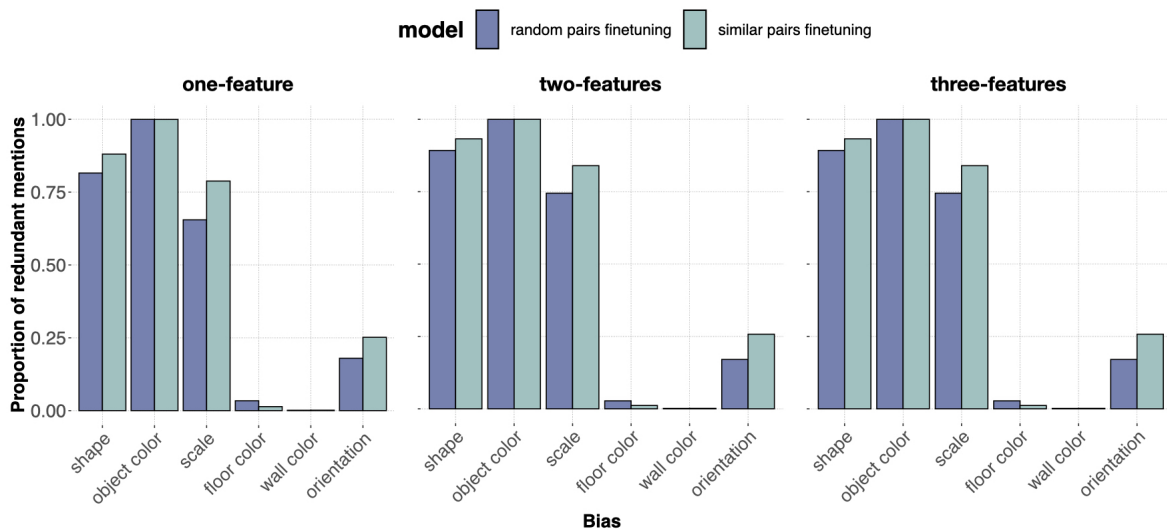 model random pairs finetuning similar pairs finetuning
one-feature two-features three-features
Proportion of redundant mentions
1.00
0.75
0.50
0.25
0.00
shape object color scale floor color wall color orientation
shape object color scale floor color wall color orientation
shape object color scale floor color wall color orientation
Bias